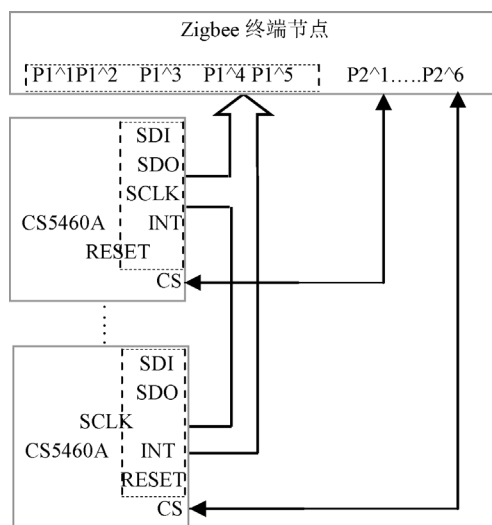 Zigbee 终端节点
P1^1P1^2 P1^3 P1^4 P1^5 P2^1.....P2^6
SDI
SDO
SCLK
CS5460A INT
RESET
CS
SDI
SDO
SCLK
CS5460A INT
RESET
CS